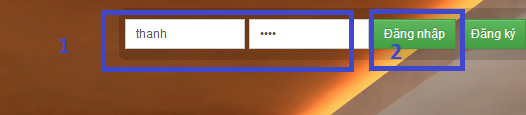 1 thanh •••• Đăng nhập 2 Đăng ký